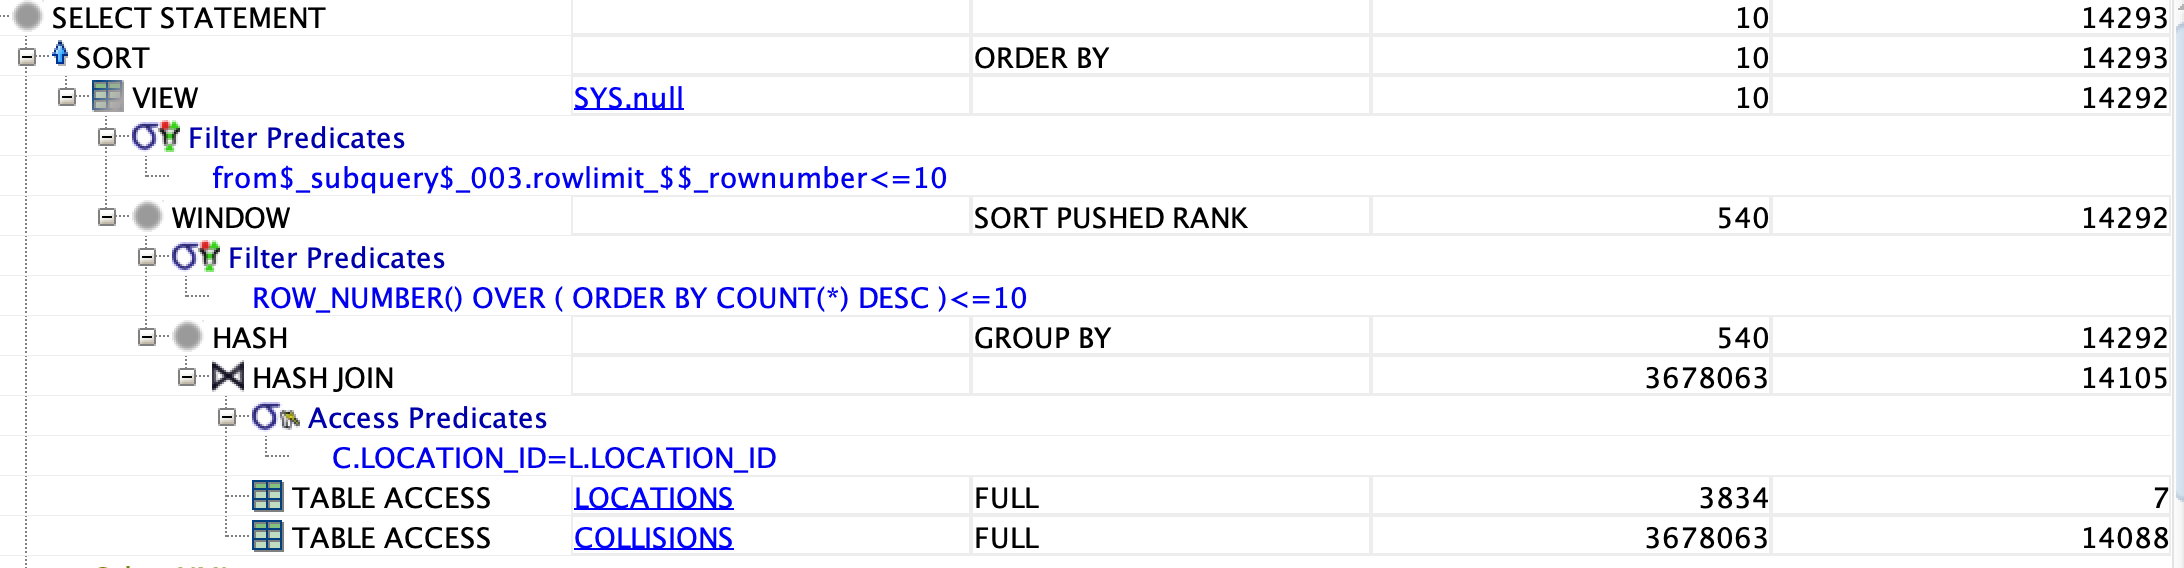 SELECT STATEMENT 10 14293
SORT ORDER BY 10 14293
VIEW SYS.null 10 14292
Filter Predicates
from$_subquery$_003.rowlimit_$$_rownumber<=10
WINDOW SORT PUSHED RANK 540 14292
Filter Predicates
ROW_NUMBER() OVER ( ORDER BY COUNT(*) DESC )<=10
HASH GROUP BY 540 14292
HASH JOIN 3678063 14105
Access Predicates
C.LOCATION_ID=L.LOCATION_ID
TABLE ACCESS LOCATIONS FULL 3834 7
TABLE ACCESS COLLISIONS FULL 3678063 14088